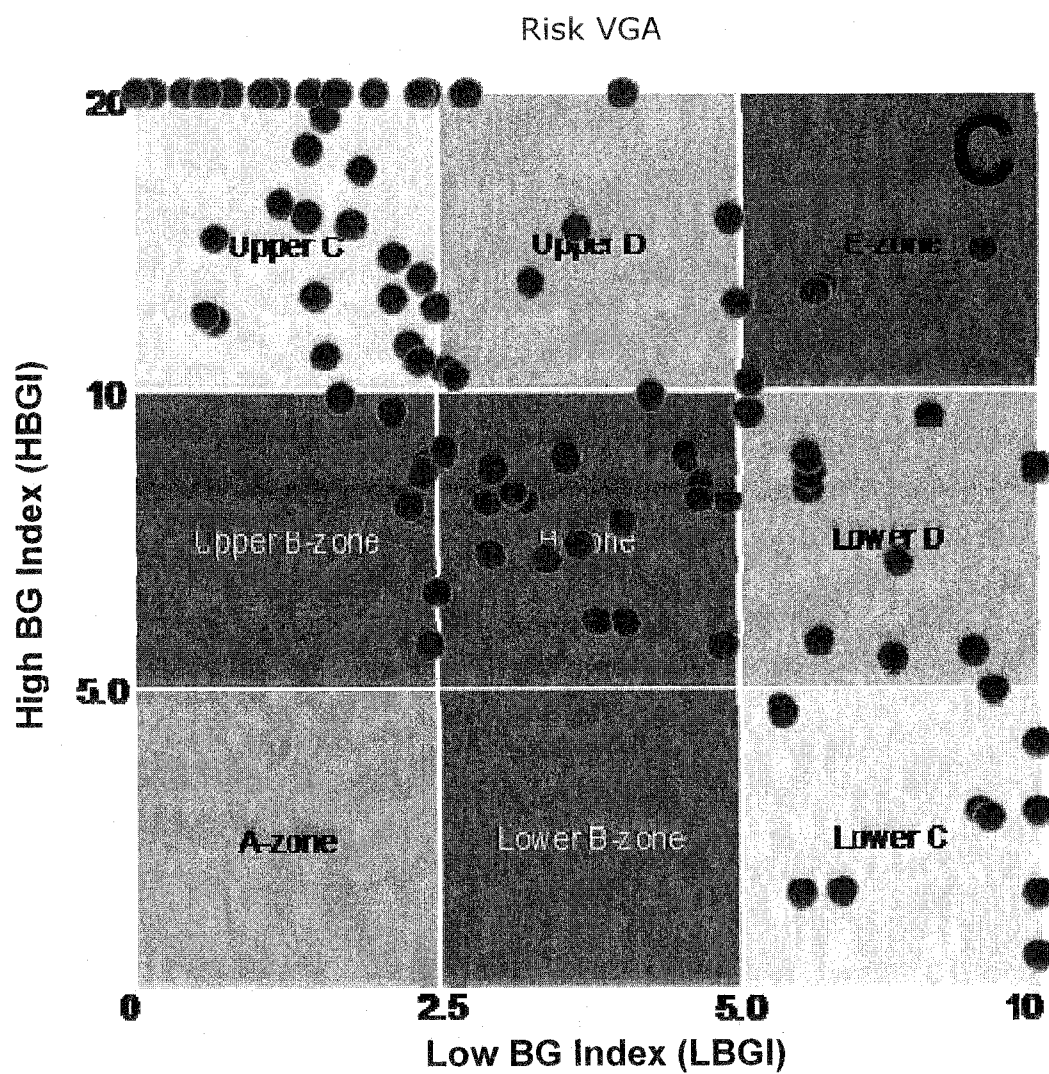 Risk VGA
20
C
Upper C
Upper D
E-zone
High BG Index (HBGI)
10
Upper B-zone
Lower D
5.0
A-zone
Lower B-zone
Lower C
0
2.5
5.0
10
Low BG Index (LBGI)